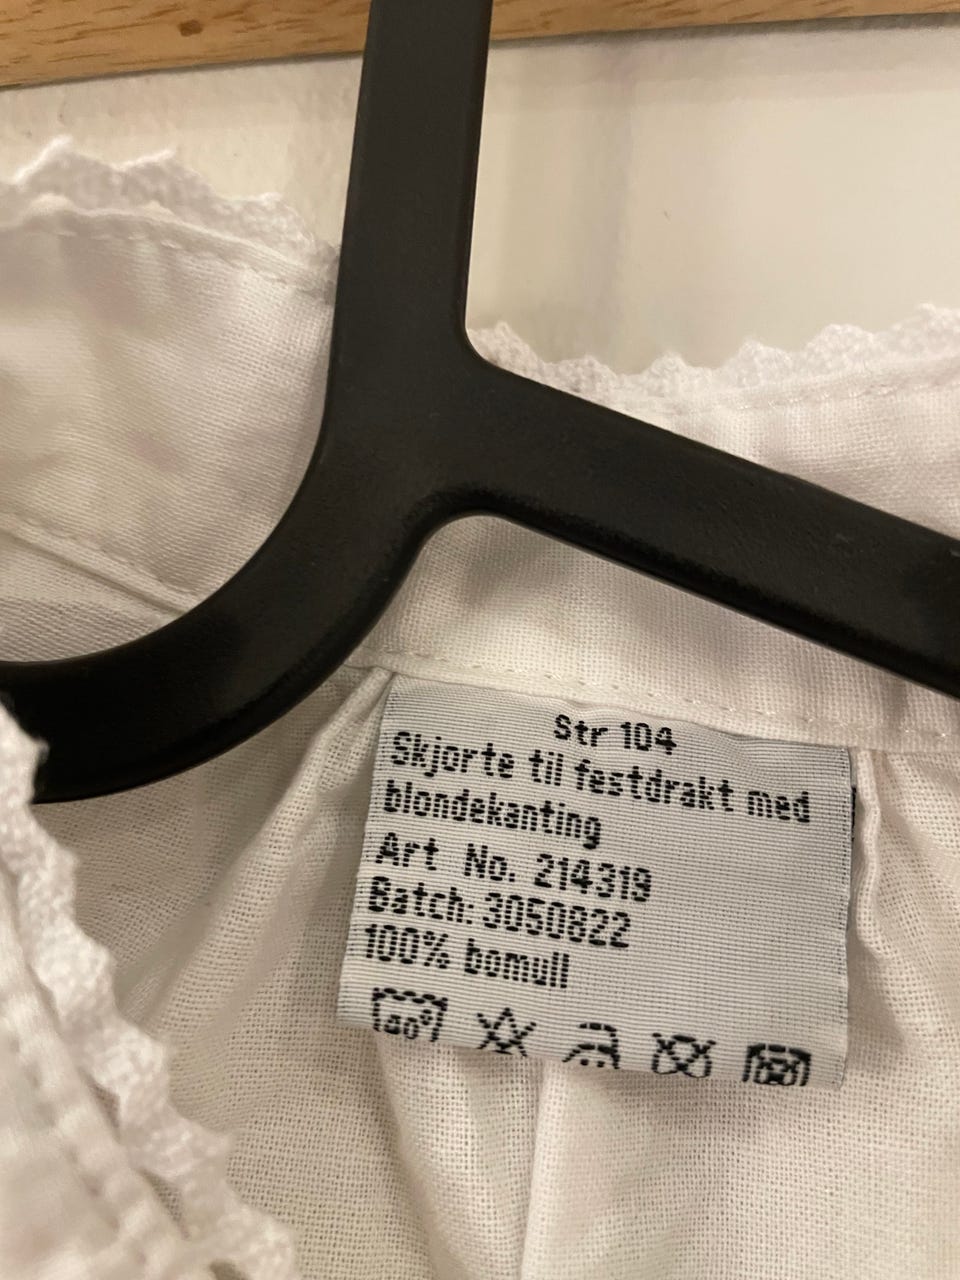 Str 104
Skjorte til festdrakt med
blondekanting
Art No. 214319
Batch: 3050822
100% bomull